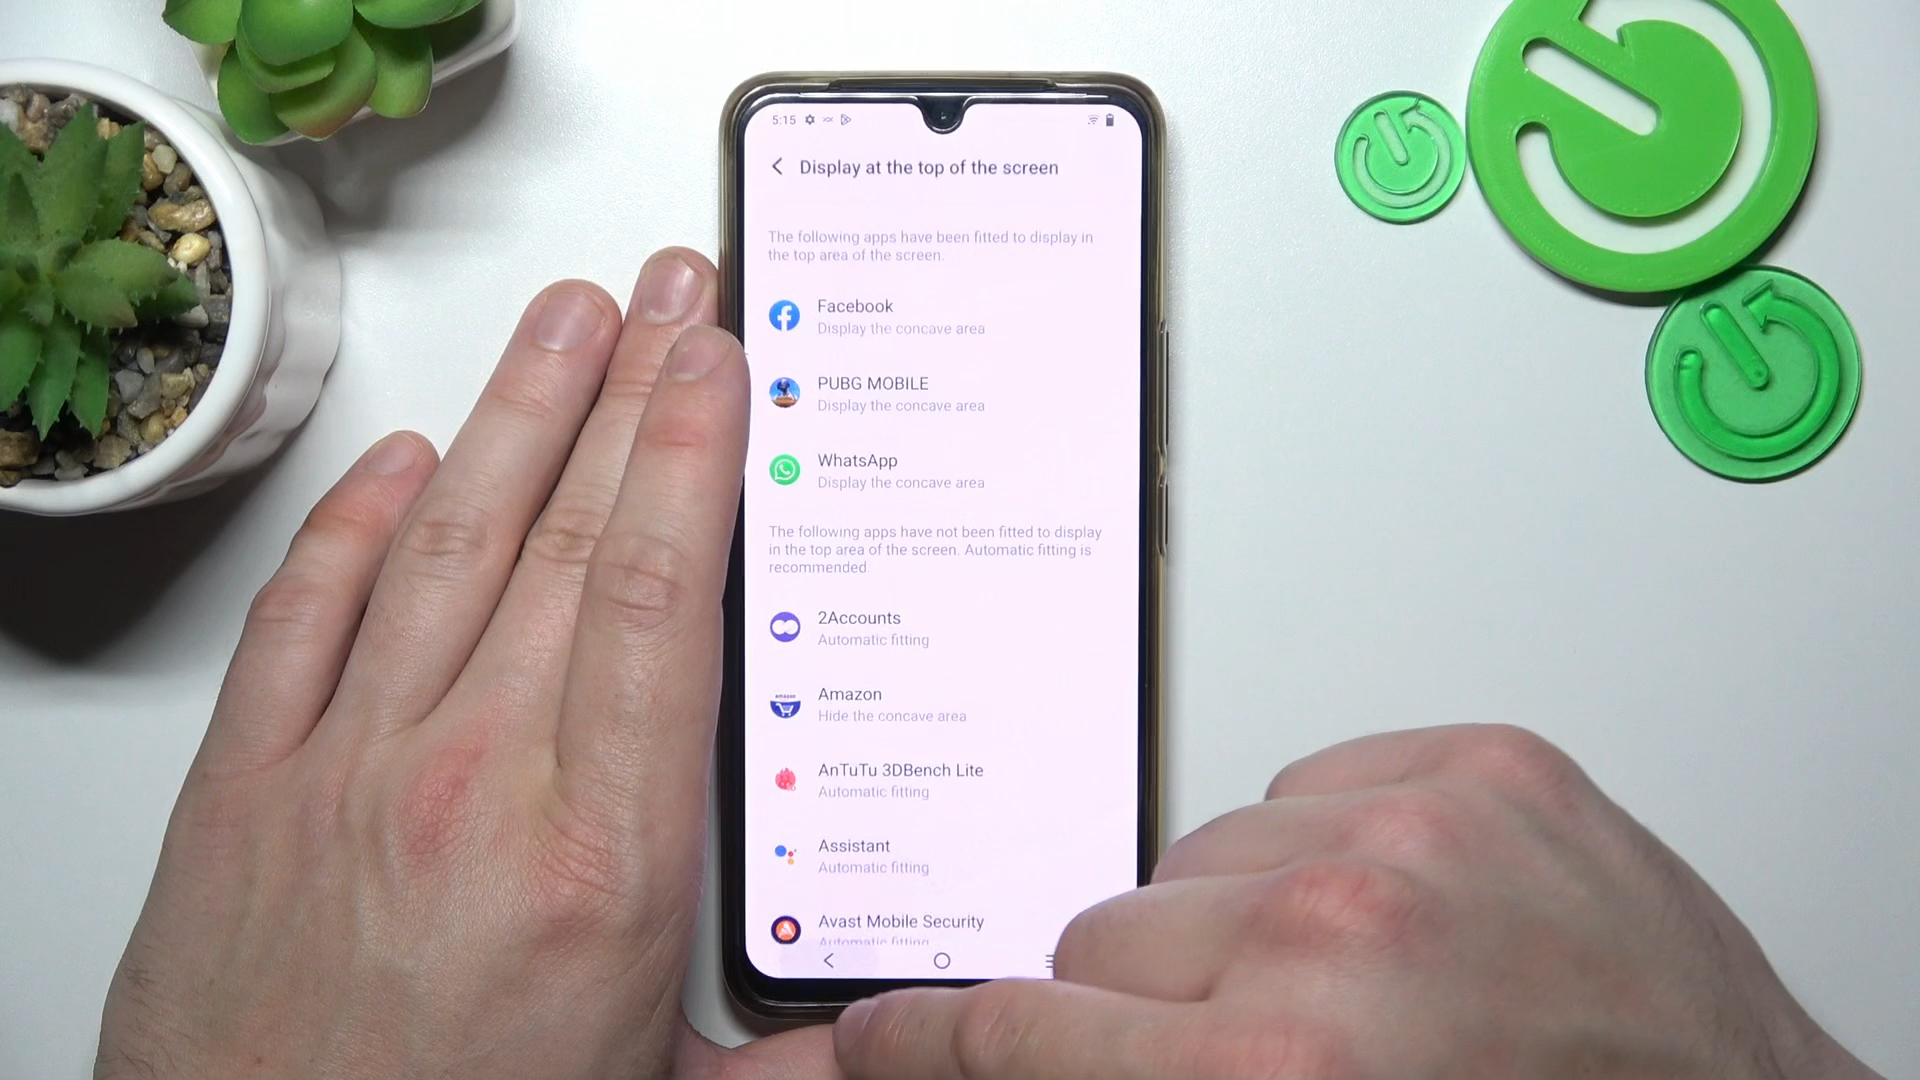 5:15
Display at the top of the screen
The following apps have been fitted to display in
the top area of the screen.
Facebook
Display the concave area
PUBG MOBILE
Display the concave area
WhatsApp
Display the concave area
The following apps have not been fitted to display
in the top area of the screen. Automatic fitting is
recommended.
2Accounts
Automatic fitting
amazon
Amazon
Hide the concave area
AnTuTu 3DBench Lite
Automatic fitting
Assistant
Automatic fitting
Avast Mobile Security
Automatic fitting